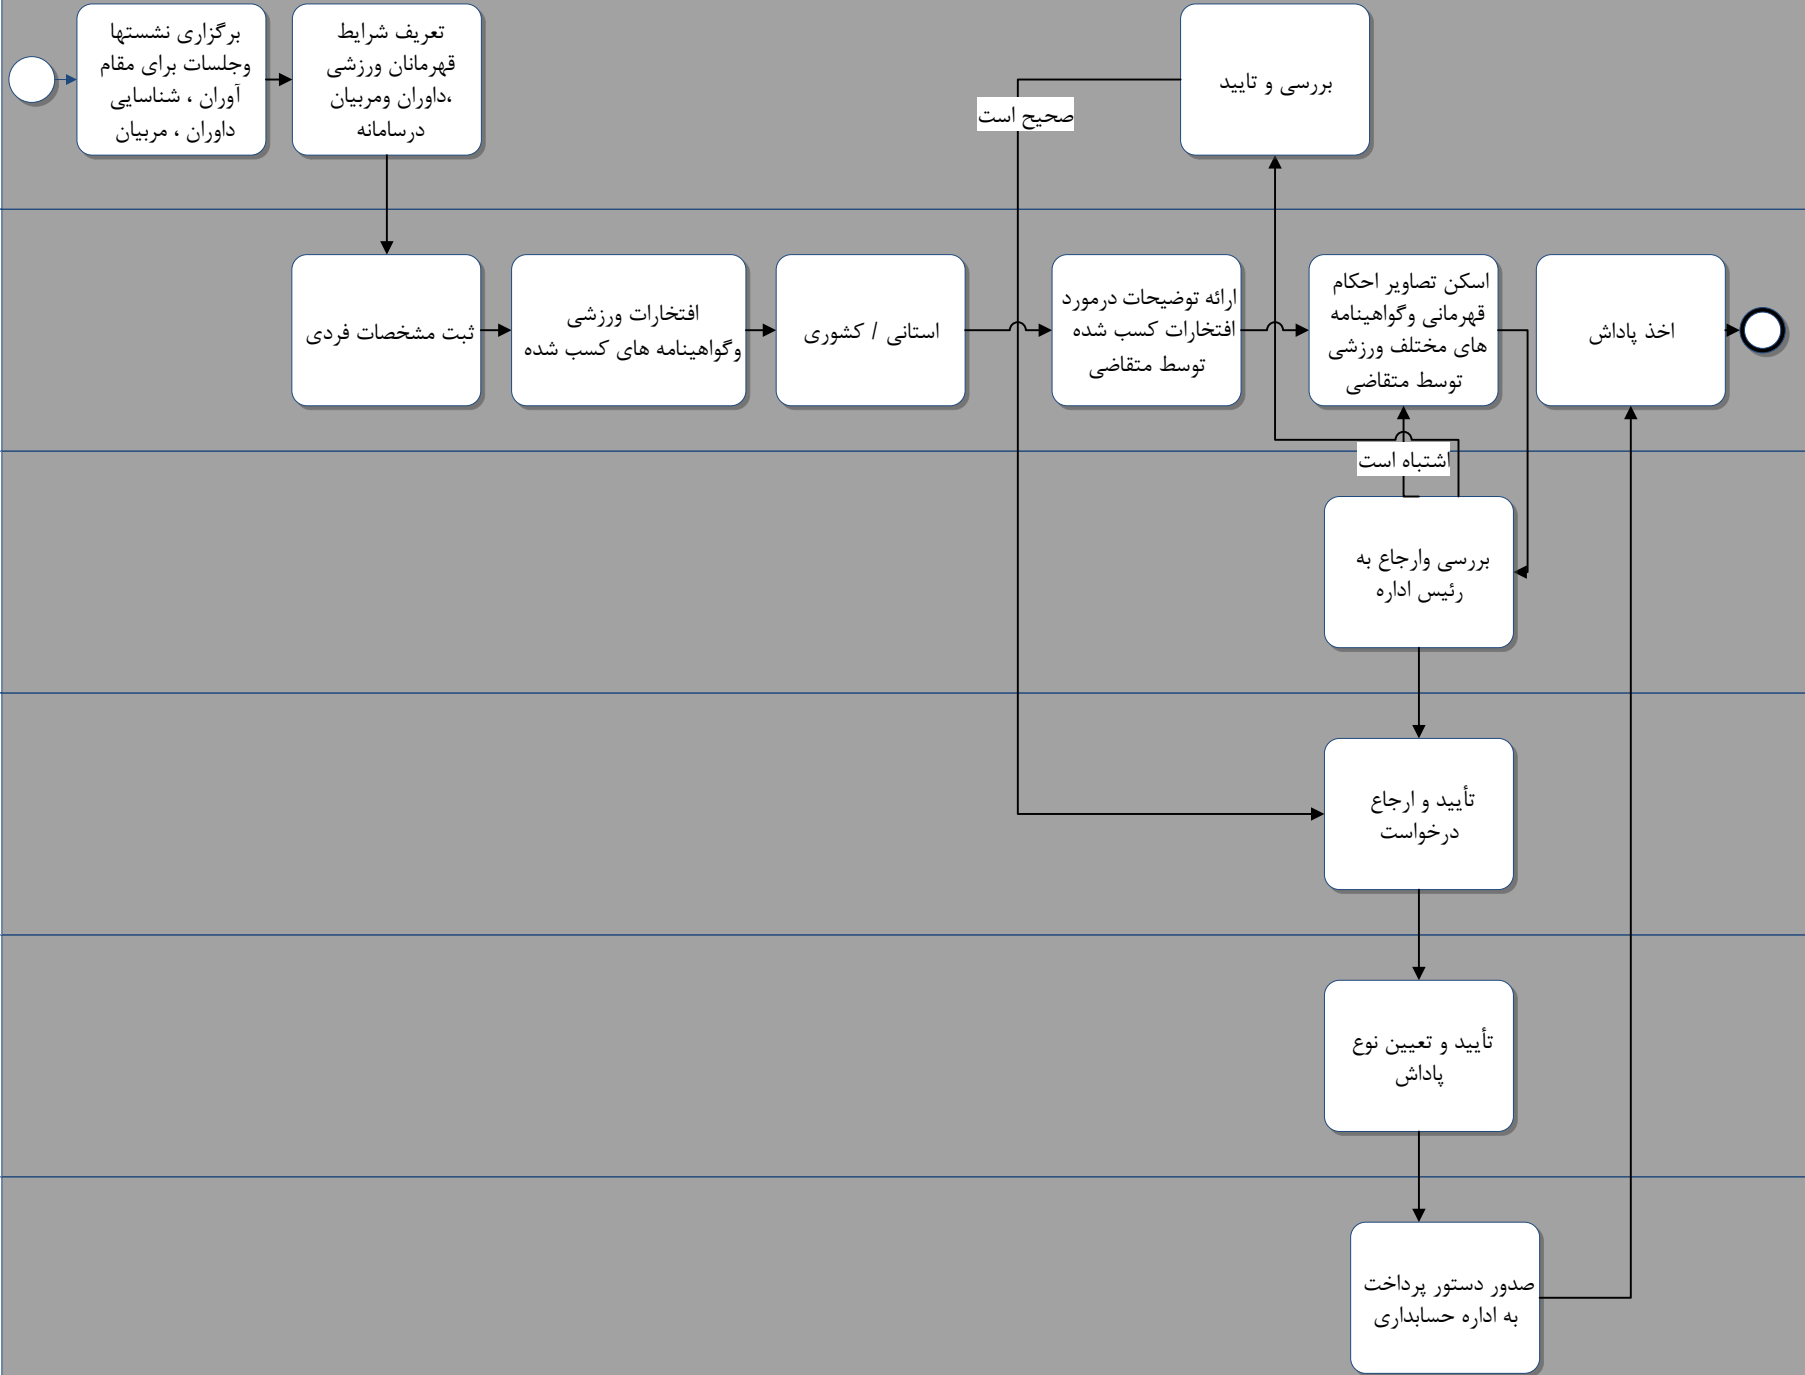 برگزاری نشستها
وجلسات برای مقام
آوران ، شناسایی
داوران ، مربیان
تعریف شرایط
قهرمانان ورزشی
،داوران ومربیان
درسامانه
بررسی و تایید
صحیح است
ثبت مشخصات فردی
افتخارات ورزشی
وگواهینامه های کسب شده
استانی / کشوری
ارائه توضیحات درمورد
افتخارات کسب شده
توسط متقاضی
اسکن تصاویر احکام
قهرمانی وگواهینامه
های مختلف ورزشی
توسط متقاضی
اخذ پاداش
اشتباه است
بررسی وارجاع به
رئیس اداره
تأیید و ارجاع
درخواست
تأیید و تعیین نوع
پاداش
صدور دستور پرداخت
به اداره حسابداری